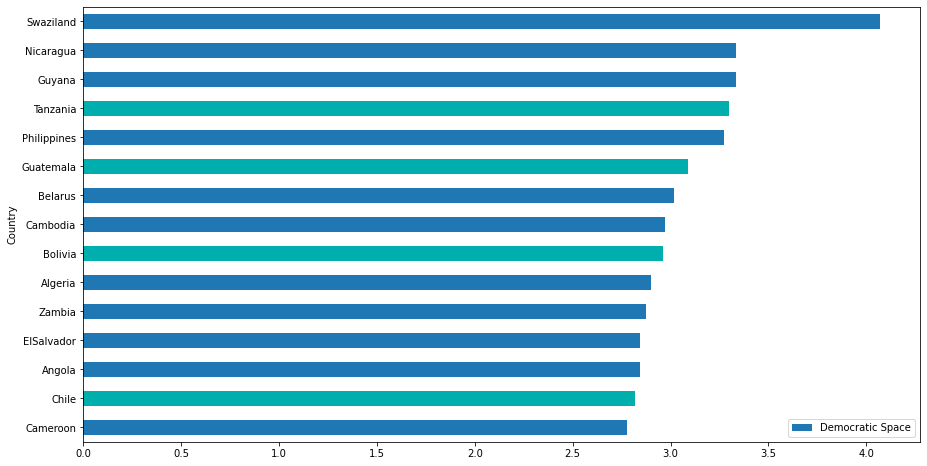 Swaziland
Nicaragua
Guyana
Tanzania
Philippines
Guatemala
Belarus
Cambodia
Bolivia
Algeria
Zambia
ElSalvador
Angola
Chile
Cameroon
Country
Democratic Space
0.0 0.5 1.0 1.5 2.0 2.5 3.0 3.5 4.0